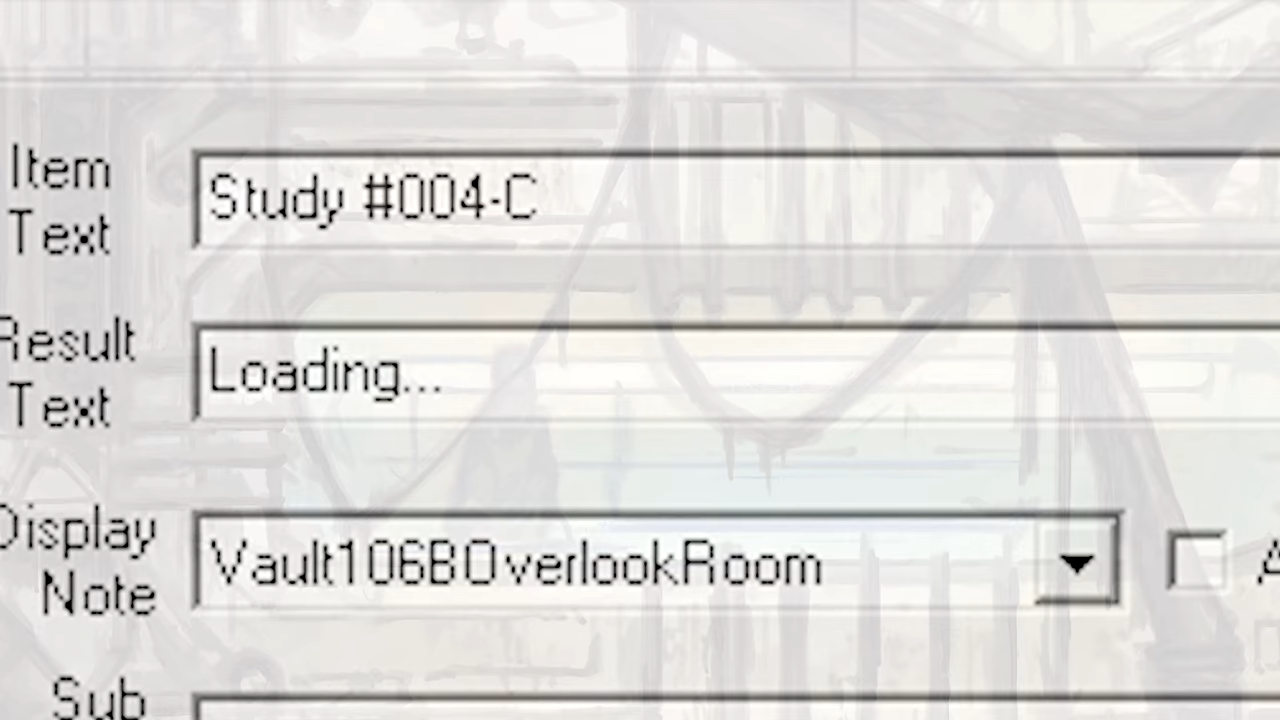 Item Text
Study #004-C
Result Text
Loading...
Display Note
Vault106BOverlookRoom
Sub